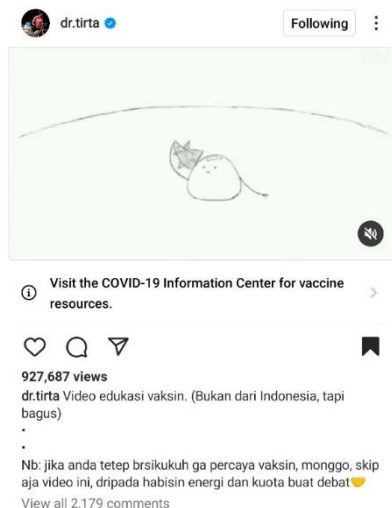 dr.tirta
Following
Visit the COVID-19 Information Center for vaccine
resources.
927,687 views
dr.tirta Video edukasi vaksin. (Bukan dari Indonesia, tapi
bagus)
.
.
Nb: jika anda tetep brsikukuh ga percaya vaksin, monggo, skip
aja video ini, dripada habisin energi dan kuota buat debat🤝
View all 2,179 comments